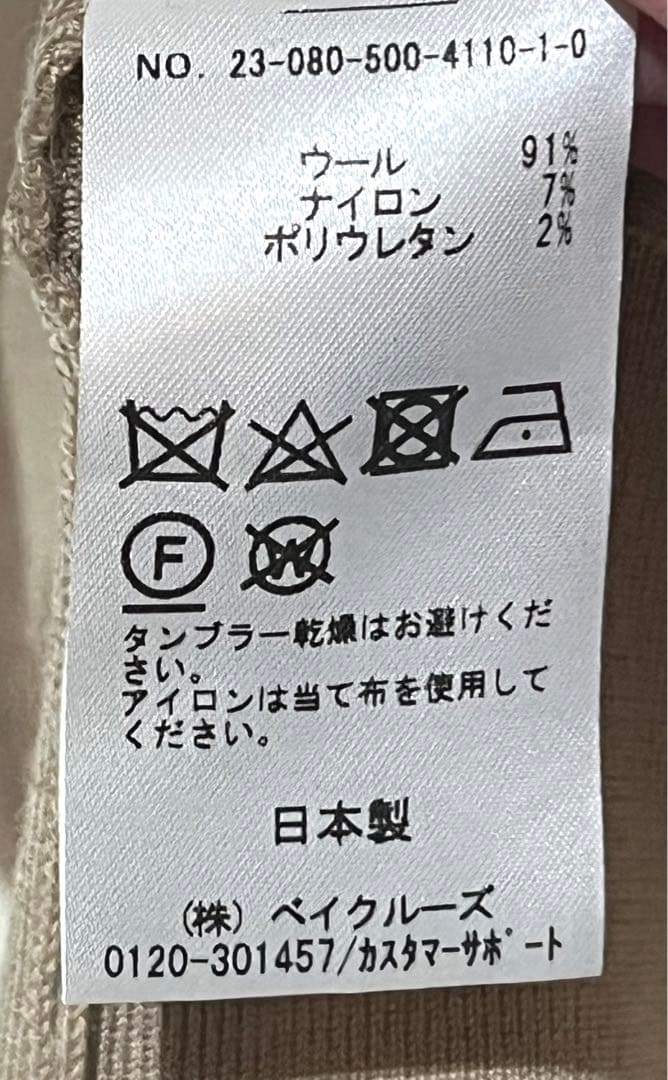 NO. 23-080-500-4110-1-0
ウール 91%
ナイロン 7%
ポリウレタン 2%
F W
タンブラー乾燥はお避けくだ
さい。
アイロンは当て布を使用して
ください。
日本製
(株) ベイクルーズ
0120-301457/カスタマーサポート